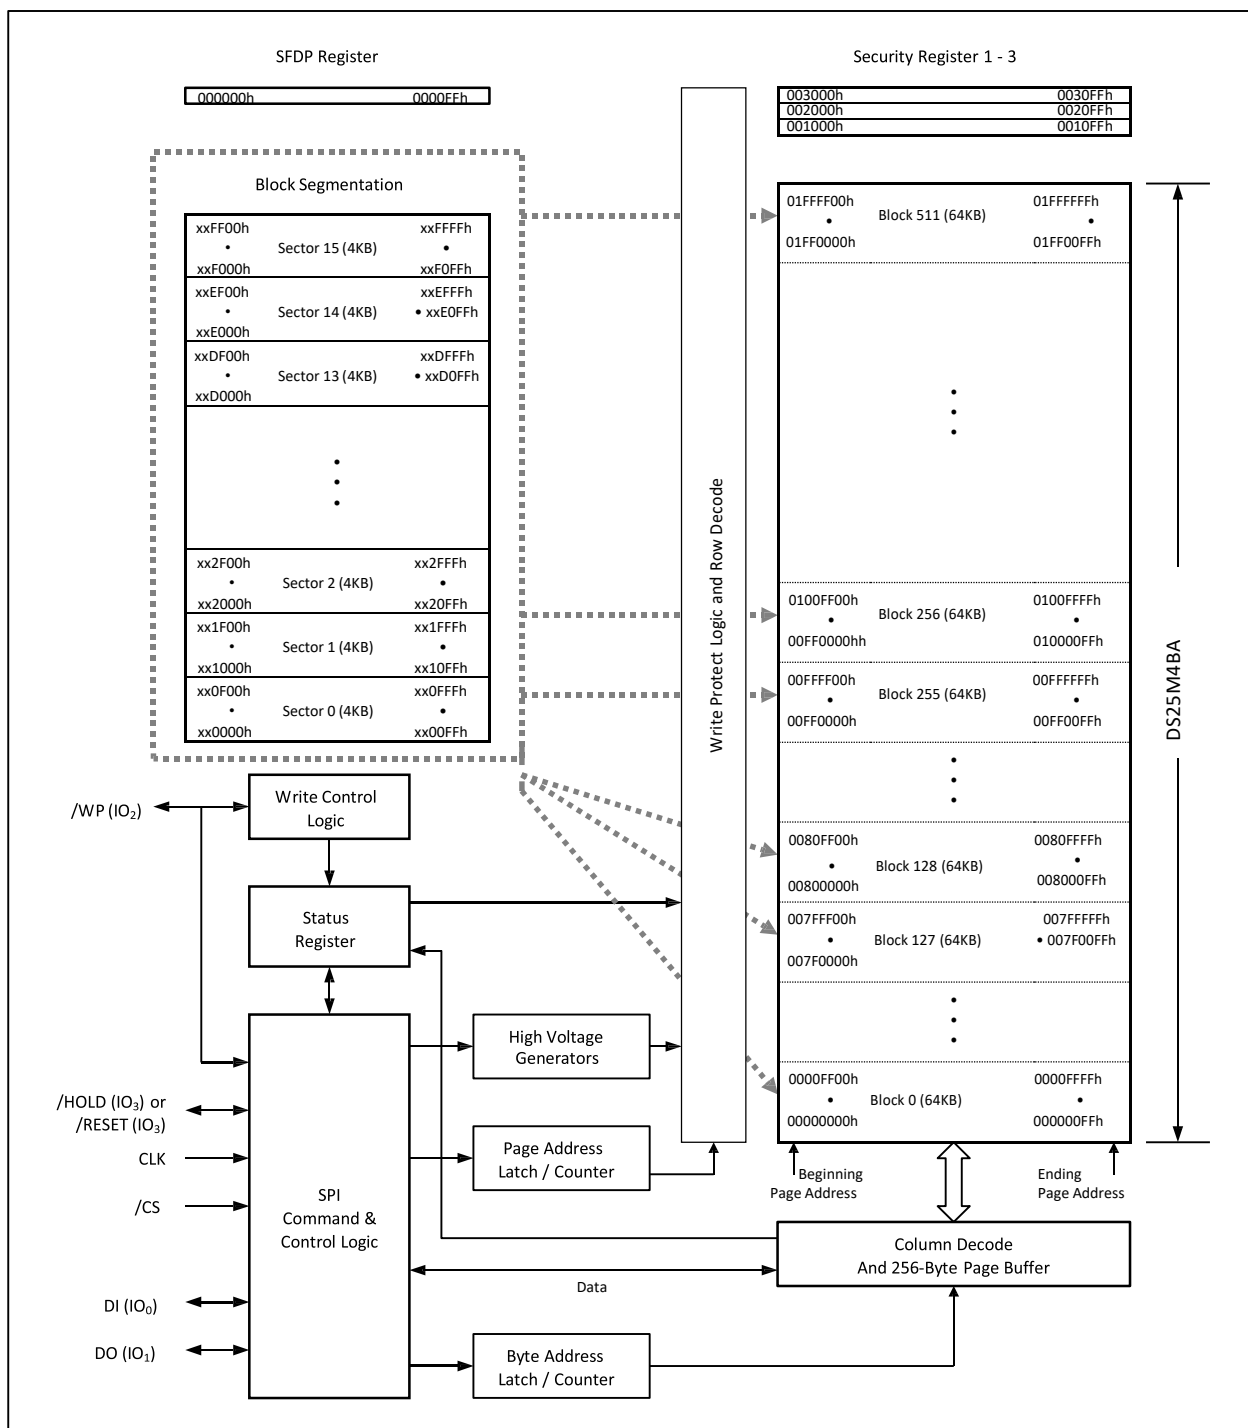 SFDP Register
000000h 0000FFh
Security Register 1 - 3
003000h 0030FFh
002000h 0020FFh
001000h 0010FFh
Block Segmentation
xxFF00h xxFFFFh
Sector 15 (4KB)
xxF000h xxF0FFh
xxEF00h xxEFFFh
Sector 14 (4KB) xxE0FFh
xxE000h
xxDF00h xxDFFFh
Sector 13 (4KB) xxD0FFh
xxD000h
xx2F00h xx2FFFh
Sector 2 (4KB)
xx2000h xx20FFh
xx1F00h xx1FFFh
Sector 1 (4KB)
xx1000h xx10FFh
xx0F00h xx0FFFh
Sector 0 (4KB)
xx0000h xx00FFh
Write Protect Logic and Row Decode
01FFFF00h 01FFFFFFh
Block 511 (64KB)
01FF0000h 01FF00FFh
0100FF00h 0100FFFFh
Block 256 (64KB)
00FF0000hh 010000FFh
00FFFF00h 00FFFFFFh
Block 255 (64KB)
00FF0000h 00FF00FFh
0080FF00h 0080FFFFh
Block 128 (64KB)
00800000h 008000FFh
007FFF00h 007FFFFFh
Block 127 (64KB) 007F00FFh
007F0000h
0000FF00h 0000FFFFh
Block 0 (64KB)
00000000h 000000FFh
DS25M4BA
Beginning
Page Address
Ending
Page Address
/WP (IO₂)
Write Control
Logic
Status
Register
High Voltage
Generators
/HOLD (IO₃) or
/RESET (IO₃)
CLK
/CS
Page Address
Latch / Counter
SPI
Command &
Control Logic
Column Decode
And 256-Byte Page Buffer
Data
DI (IO₀)
DO (IO₁)
Byte Address
Latch / Counter